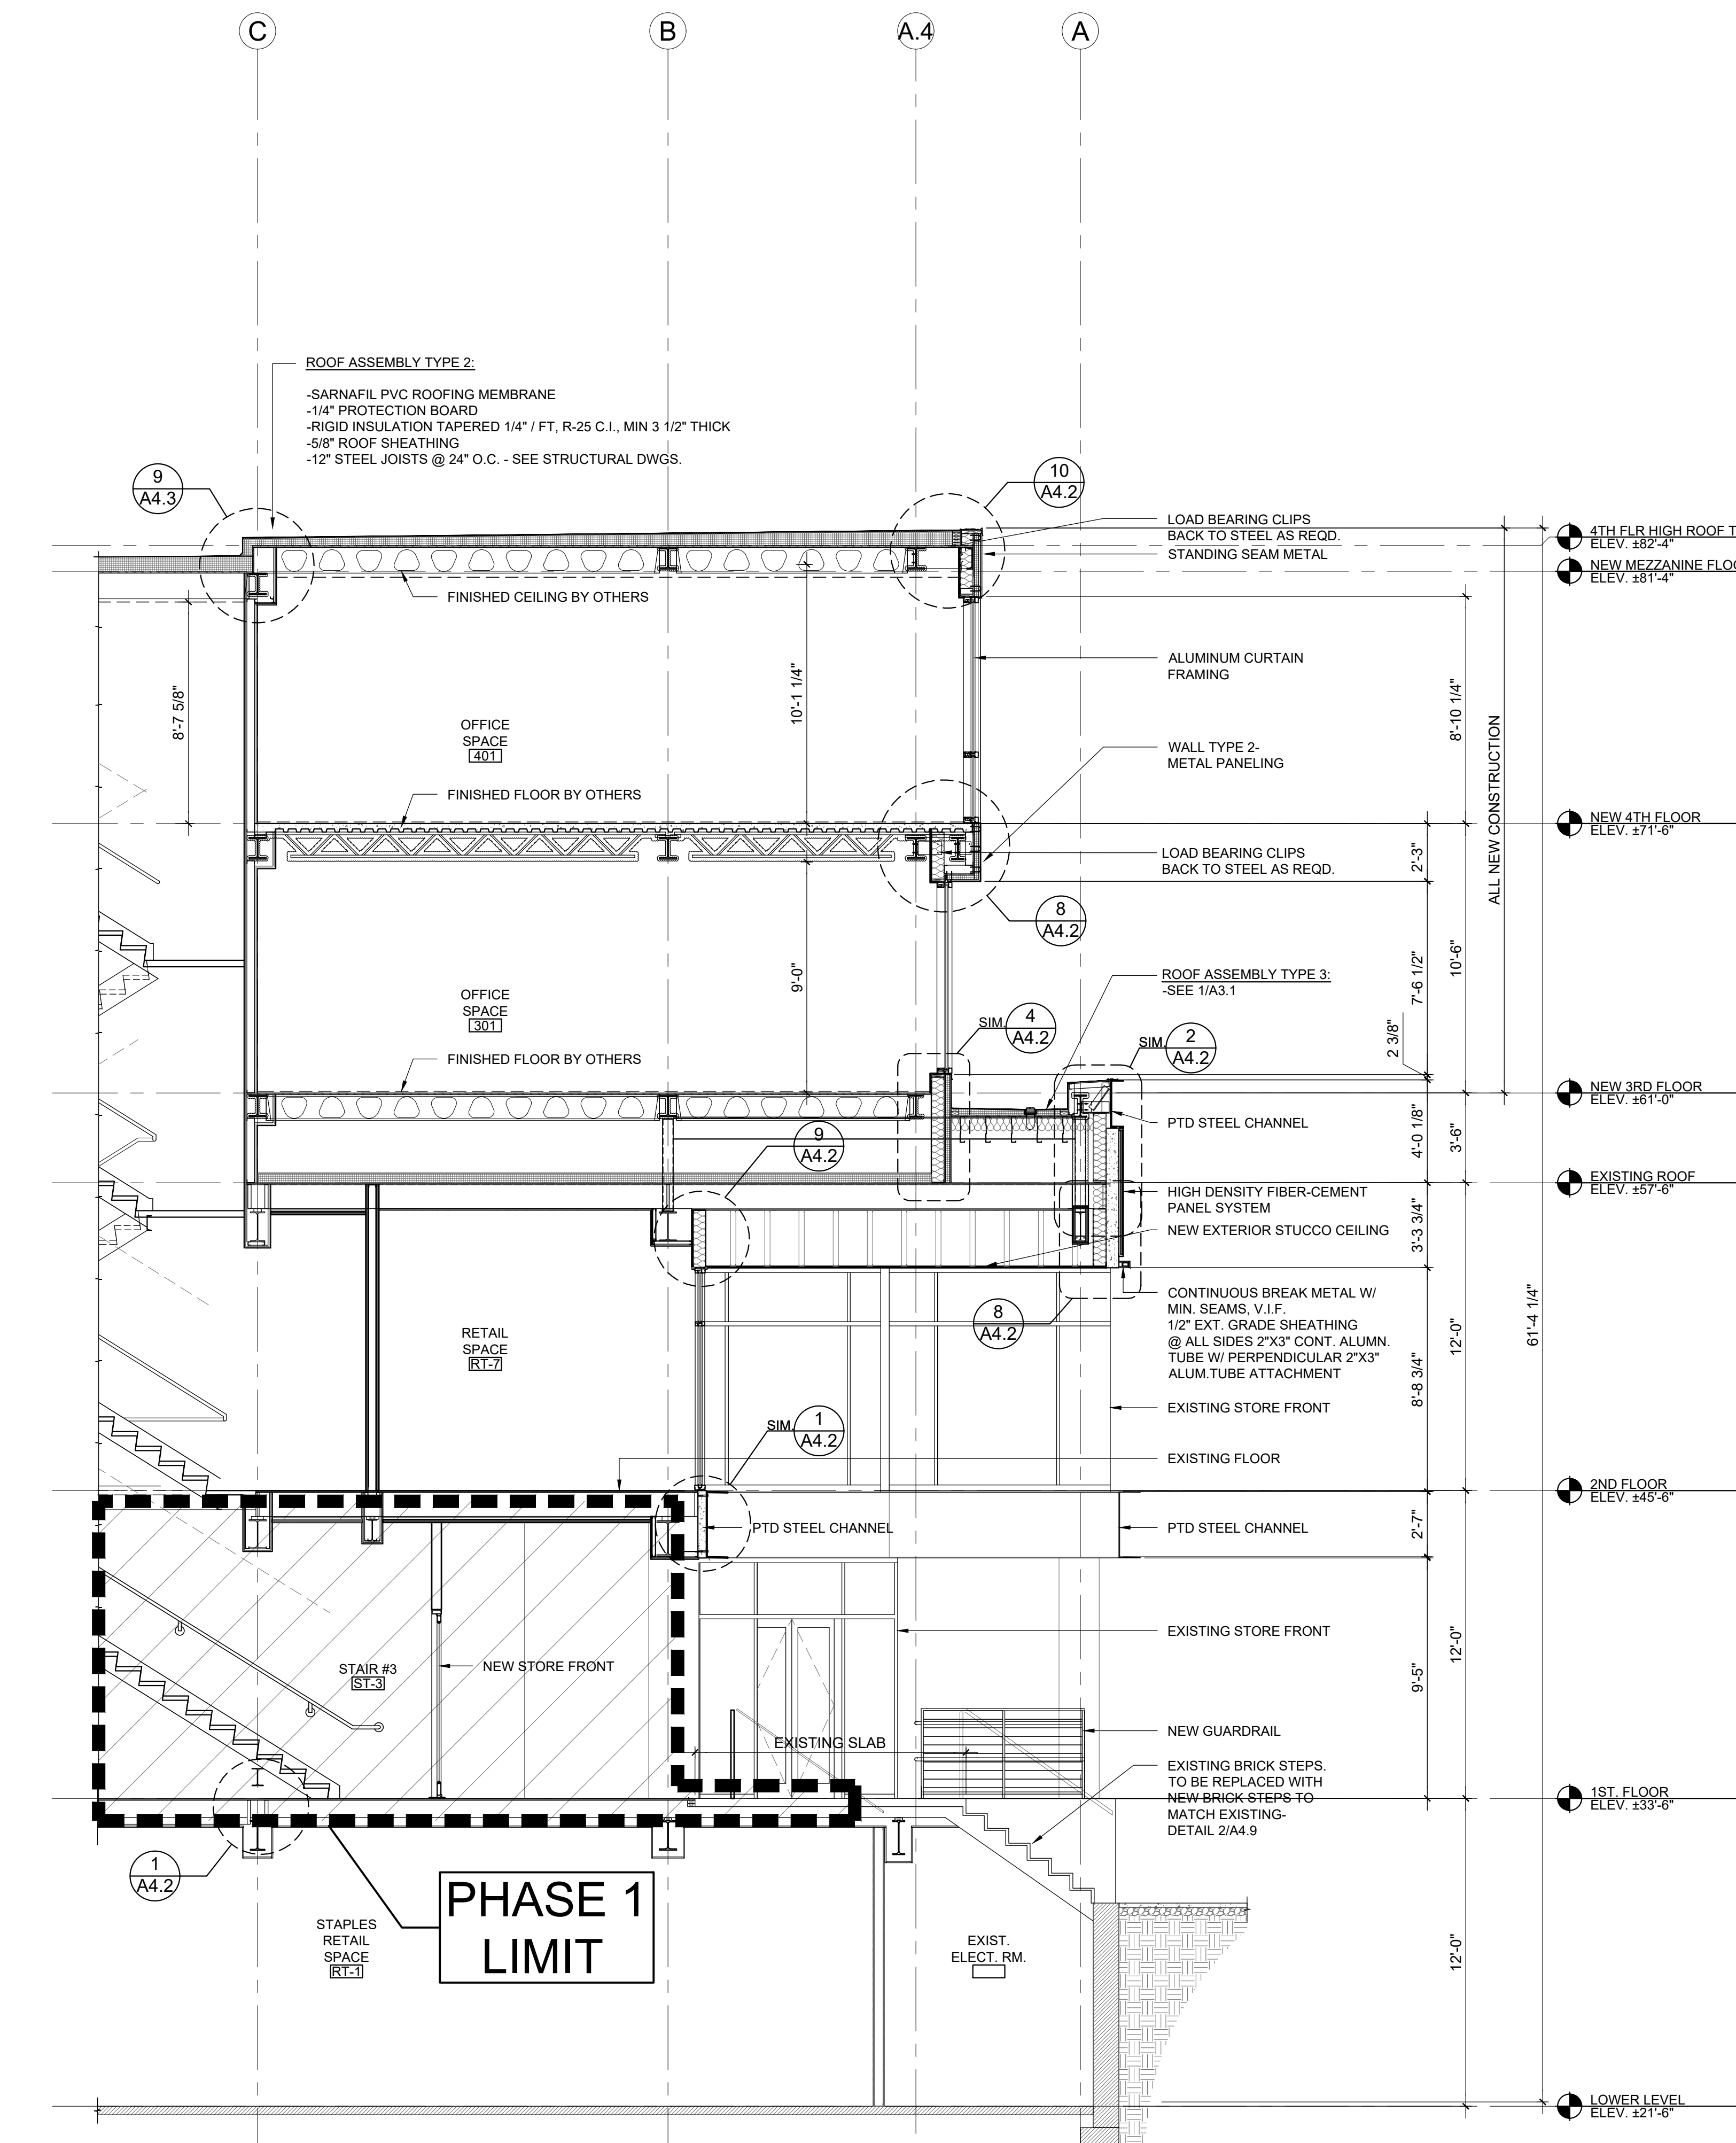 C
B
A.4
A
ROOF ASSEMBLY TYPE 2:
-SARNAFIL PVC ROOFING MEMBRANE
-1/4" PROTECTION BOARD
-RIGID INSULATION TAPERED 1/4" / FT, R-25 C.I., MIN 3 1/2" THICK
-5/8" ROOF SHEATHING
-12" STEEL JOISTS @ 24" O.C. - SEE STRUCTURAL DWGS.
9
A4.3
10
A4.2
LOAD BEARING CLIPS
BACK TO STEEL AS REQD.
STANDING SEAM METAL
4TH FLR HIGH ROOF T
ELEV. ±82'-4"
NEW MEZZANINE FLOO
ELEV. ±81'-4"
FINISHED CEILING BY OTHERS
ALUMINUM CURTAIN
FRAMING
8'-7 5/8"
10'-1 1/4"
8'-10 1/4"
ALL NEW CONSTRUCTION
OFFICE
SPACE
401
WALL TYPE 2-
METAL PANELING
FINISHED FLOOR BY OTHERS
NEW 4TH FLOOR
ELEV. ±71'-6"
LOAD BEARING CLIPS
BACK TO STEEL AS REQD.
2'-3"
8
A4.2
10'-6"
7'-6 1/2"
9'-0"
ROOF ASSEMBLY TYPE 3:
-SEE 1/A3.1
OFFICE
SPACE
301
SIM.
4
A4.2
SIM.
2
A4.2
2 3/8"
FINISHED FLOOR BY OTHERS
NEW 3RD FLOOR
ELEV. ±61'-0"
PTD STEEL CHANNEL
4'-0 1/8"
3'-6"
9
A4.2
EXISTING ROOF
ELEV. ±57'-6"
HIGH DENSITY FIBER-CEMENT
PANEL SYSTEM
NEW EXTERIOR STUCCO CEILING
3'-3 3/4"
CONTINUOUS BREAK METAL W/
MIN. SEAMS, V.I.F.
1/2" EXT. GRADE SHEATHING
@ ALL SIDES 2"X3" CONT. ALUMN.
TUBE W/ PERPENDICULAR 2"X3"
ALUM.TUBE ATTACHMENT
8
A4.2
61'-4 1/4"
12'-0"
8'-8 3/4"
RETAIL
SPACE
RT-7
EXISTING STORE FRONT
SIM.
1
A4.2
EXISTING FLOOR
2ND FLOOR
ELEV. ±45'-6"
PTD STEEL CHANNEL
PTD STEEL CHANNEL
2'-7"
EXISTING STORE FRONT
12'-0"
9'-5"
STAIR #3
ST-3
NEW STORE FRONT
NEW GUARDRAIL
EXISTING SLAB
EXISTING BRICK STEPS.
TO BE REPLACED WITH
NEW BRICK STEPS TO
MATCH EXISTING-
DETAIL 2/A4.9
1ST. FLOOR
ELEV. ±33'-6"
1
A4.2
PHASE 1
LIMIT
STAPLES
RETAIL
SPACE
RT-1
EXIST.
ELECT. RM.
12'-0"
LOWER LEVEL
ELEV. ±21'-6"